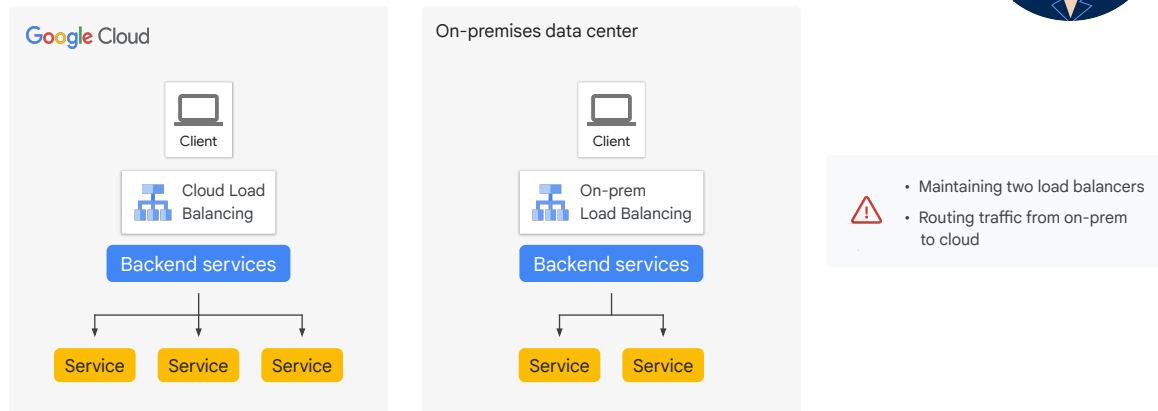 Google Cloud
Client
Cloud Load
Balancing
Backend services
Service
Service
Service
On-premises data center
Client
On-prem
Load Balancing
Backend services
Service
Service
• Maintaining two load balancers
• Routing traffic from on-prem
to cloud